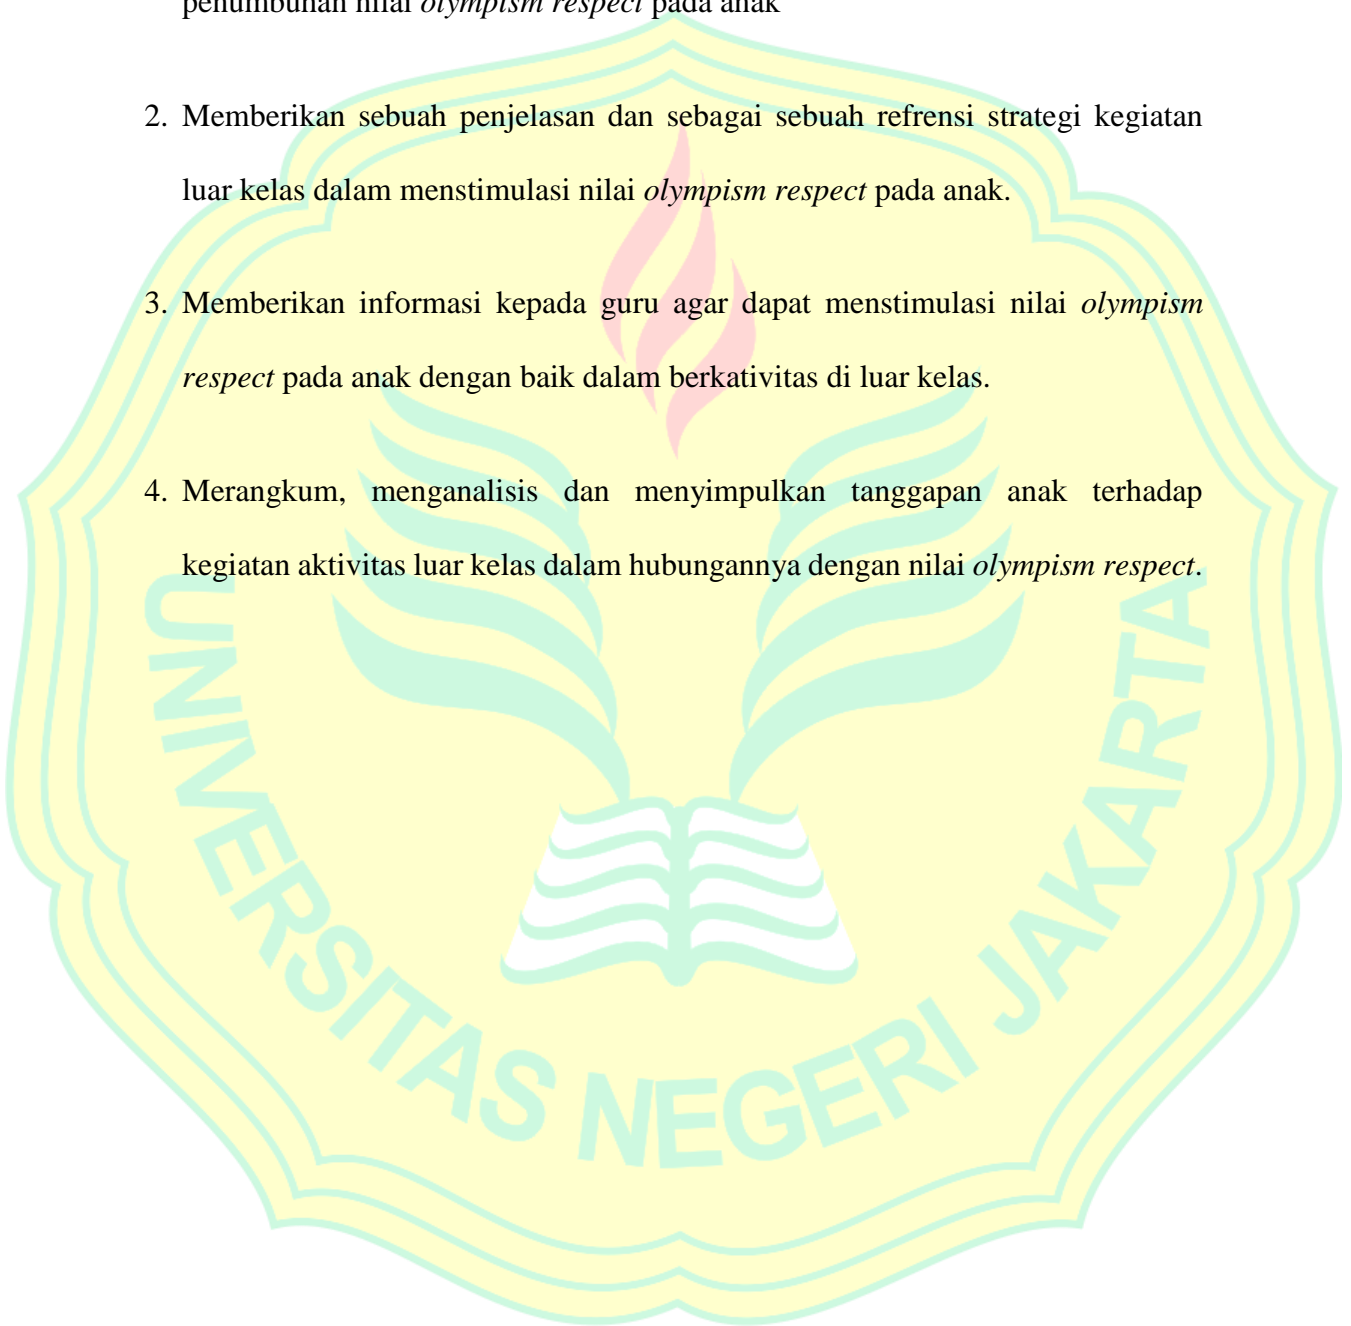 penumbuhan nilai olympism respect pada anak
2. Memberikan sebuah penjelasan dan sebagai sebuah refrensi strategi kegiatan
luar kelas dalam menstimulasi nilai olympism respect pada anak.
3. Memberikan informasi kepada guru agar dapat menstimulasi nilai olympism
respect pada anak dengan baik dalam berkativitas di luar kelas.
4. Merangkum, menganalisis dan menyimpulkan tanggapan anak terhadap
kegiatan aktivitas luar kelas dalam hubungannya dengan nilai olympism respect.
UNIVERSITAS NEGERI JAKARTA